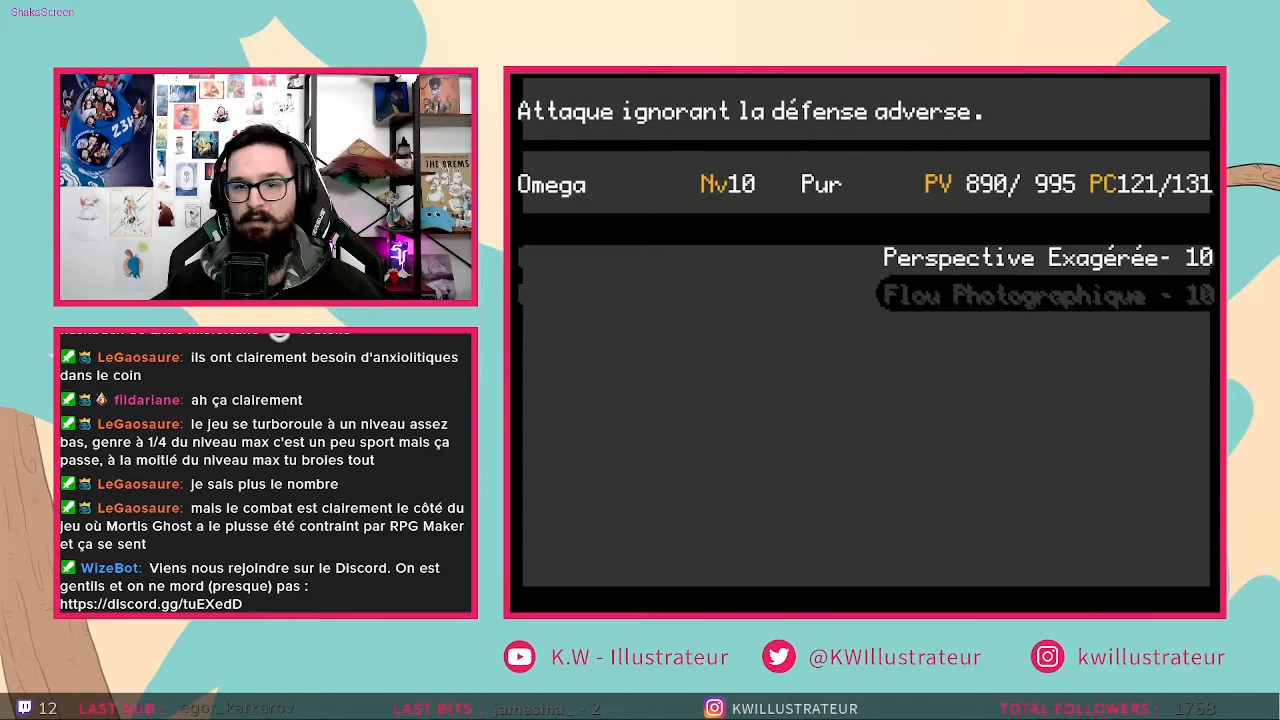 ShakaScreen
Attaque ignorant la défense adverse.
Omega Nv10 Pur PV 890/ 995 PC121/131
Perspective Exagérée- 10
Flou Photographique - 10
THE BREMS
LeGaosaure: ils ont clairement besoin d'anxiolitiques
dans le coin
fildariane: ah ça clairement
LeGaosaure: le jeu se turboroule à un niveau assez
bas, genre à 1/4 du niveau max c'est un peu sport mais ça
passe, à la moitié du niveau max tu broies tout
LeGaosaure: je sais plus le nombre
LeGaosaure: mais le combat est clairement le côté du
jeu où Mortis Ghost a le plusse été contraint par RPG Maker
et ça se sent
WizeBot: Viens nous rejoindre sur le Discord. On est
gentils et on ne mord (presque) pas :
https://discord.gg/tuEXedD
K.W - Illustrateur @KWIllustrateur kwillustrateur
12 LAST SUB : egor_karkarov LAST BITS : jamesina_ - 2 KWILLUSTRATEUR TOTAL FOLLOWERS : 1758